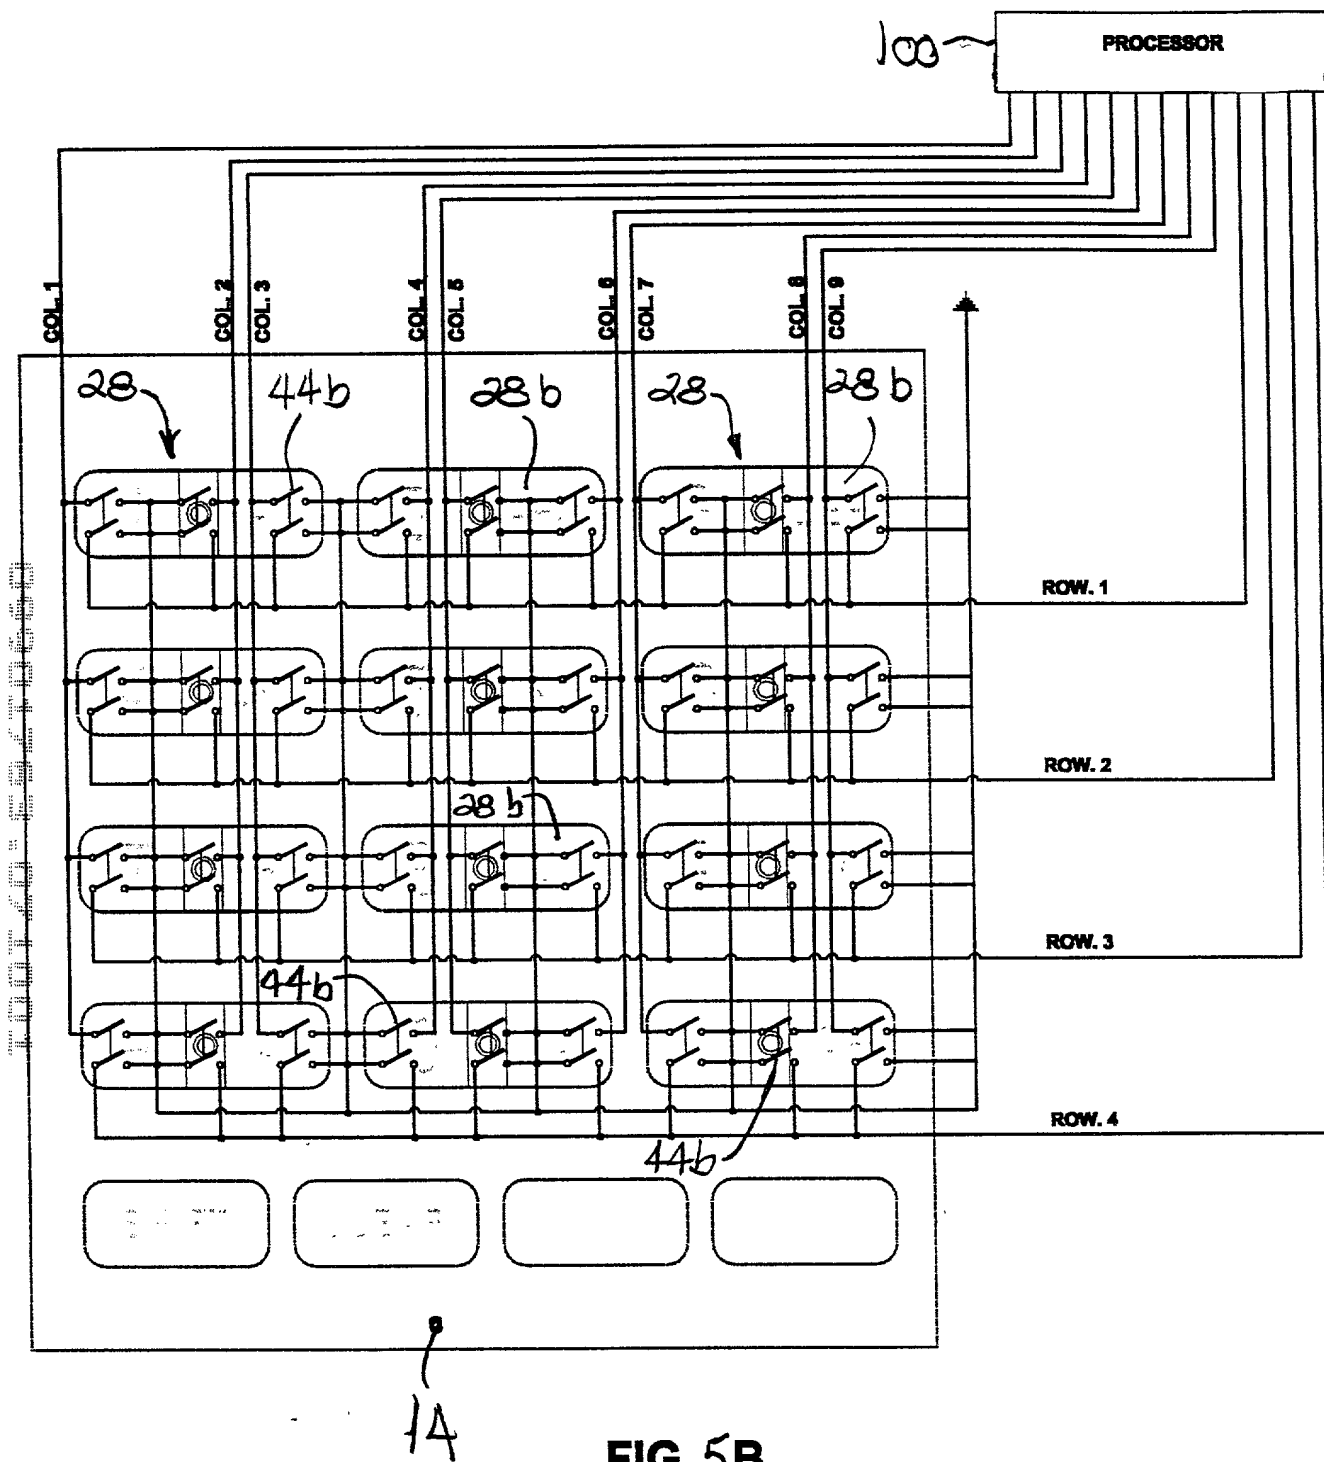 100
PROCESSOR
COL. 1
COL. 2
COL. 3
COL. 4
COL. 5
COL. 6
COL. 7
COL. 8
COL. 9
28
44b
28b
28
28b
ROW. 1
ROW. 2
28b
ROW. 3
44b
ROW. 4
44b
14
FIG 5B